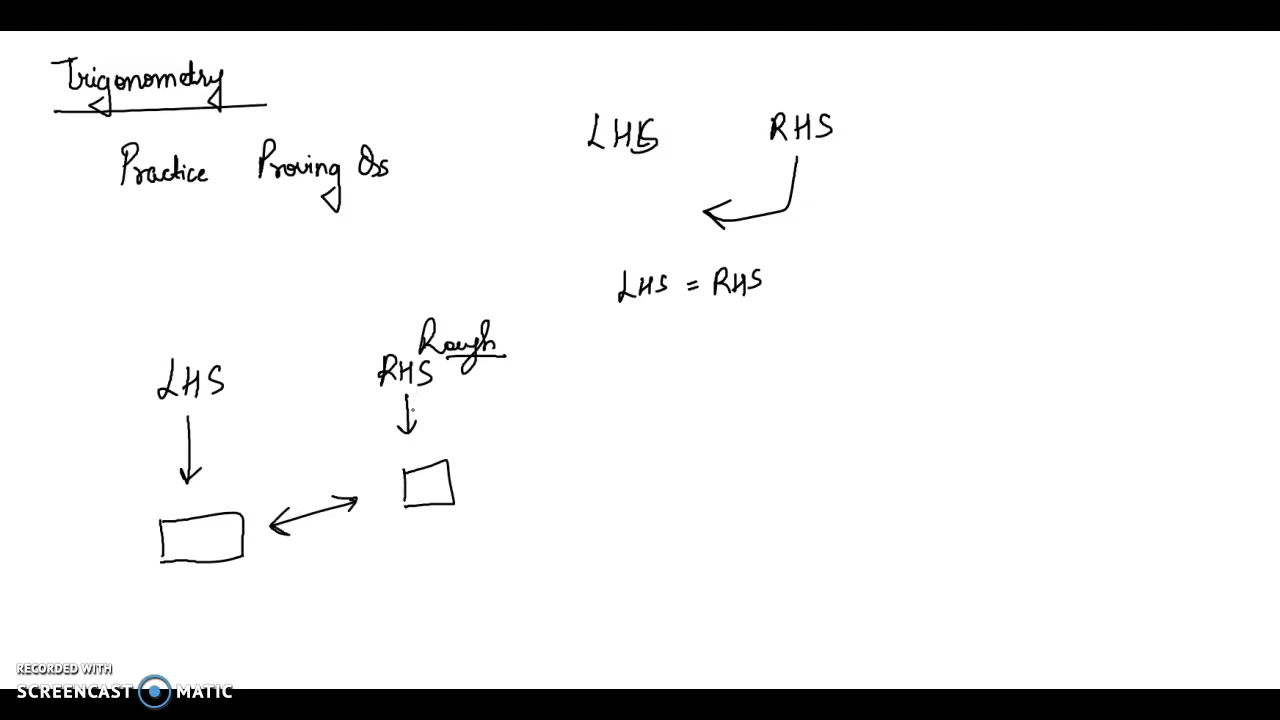 Trigonometry
Practice Proving Qs
LHS RHS
LHS = RHS
Rough
LHS RHS
RECORDED WITH
SCREENCAST MATIC